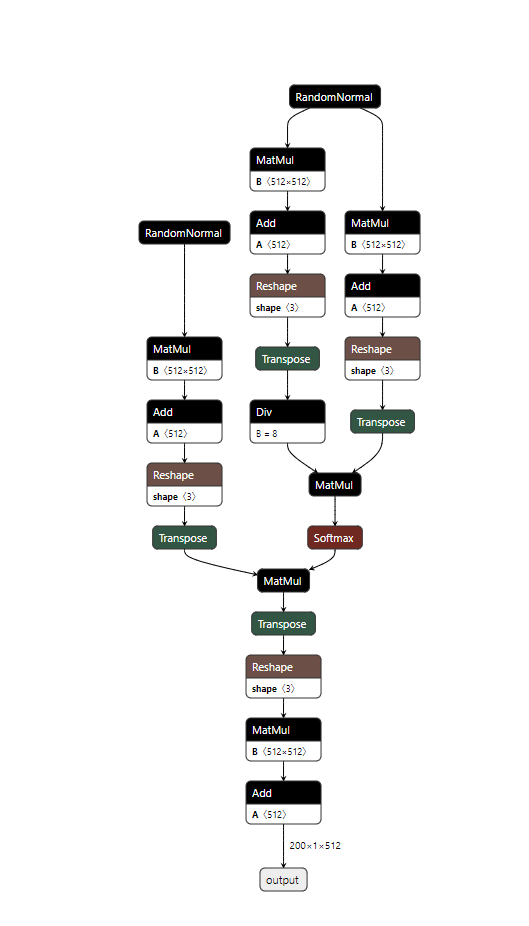 RandomNormal
MatMul
B 〈512×512〉
Add
A 〈512〉
Reshape
shape 〈3〉
Transpose
Div
B = 8
MatMul
B 〈512×512〉
Add
A 〈512〉
Reshape
shape 〈3〉
Transpose
RandomNormal
MatMul
B 〈512×512〉
Add
A 〈512〉
Reshape
shape 〈3〉
Transpose
MatMul
Softmax
MatMul
Transpose
Reshape
shape 〈3〉
MatMul
B 〈512×512〉
Add
A 〈512〉
200×1×512
output